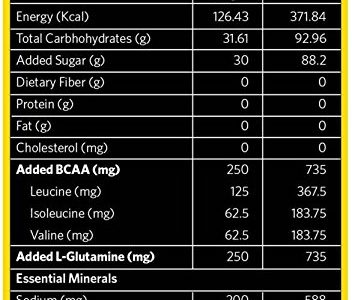 Energy (Kcal) 126.43 371.84
Total Carbhohydrates (g) 31.61 92.96
Added Sugar (g) 30 88.2
Dietary Fiber (g) 0 0
Protein (g) 0 0
Fat (g) 0 0
Cholesterol (mg) 0 0
Added BCAA (mg) 250 735
Leucine (mg) 125 367.5
Isoleucine (mg) 62.5 183.75
Valine (mg) 62.5 183.75
Added L-Glutamine (mg) 250 735
Essential Minerals
Sodium (mg) 200 588